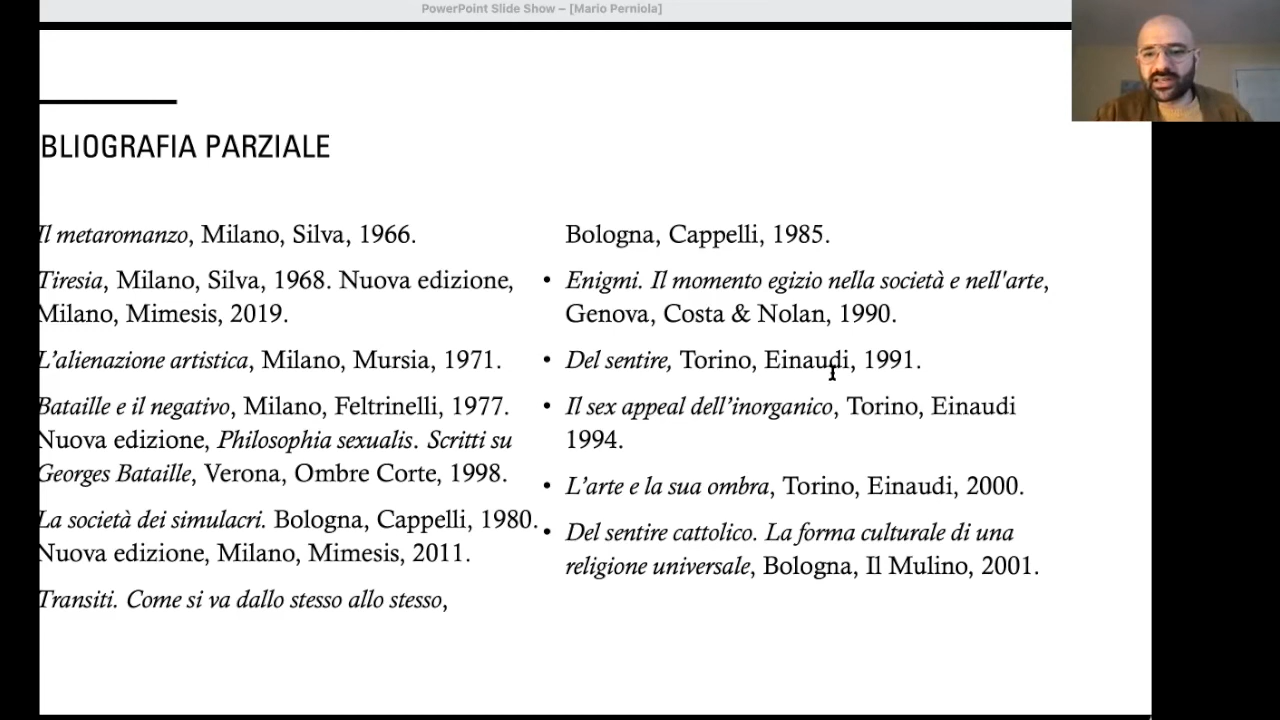 PowerPoint Slide Show – [Mario Perniola]
BLIOGRAFIA PARZIALE
Il metaromanzo, Milano, Silva, 1966.
Tiresia, Milano, Silva, 1968. Nuova edizione,
Milano, Mimesis, 2019.
L’alienazione artistica, Milano, Mursia, 1971.
Bataille e il negativo, Milano, Feltrinelli, 1977.
Nuova edizione, Philosophia sexualis. Scritti su
Georges Bataille, Verona, Ombre Corte, 1998.
La società dei simulacri. Bologna, Cappelli, 1980.
Nuova edizione, Milano, Mimesis, 2011.
Transiti. Come si va dallo stesso allo stesso,
Bologna, Cappelli, 1985.
• Enigmi. Il momento egizio nella società e nell'arte,
Genova, Costa & Nolan, 1990.
• Del sentire, Torino, Einaudi, 1991.
• Il sex appeal dell’inorganico, Torino, Einaudi
1994.
• L’arte e la sua ombra, Torino, Einaudi, 2000.
• Del sentire cattolico. La forma culturale di una
religione universale, Bologna, Il Mulino, 2001.